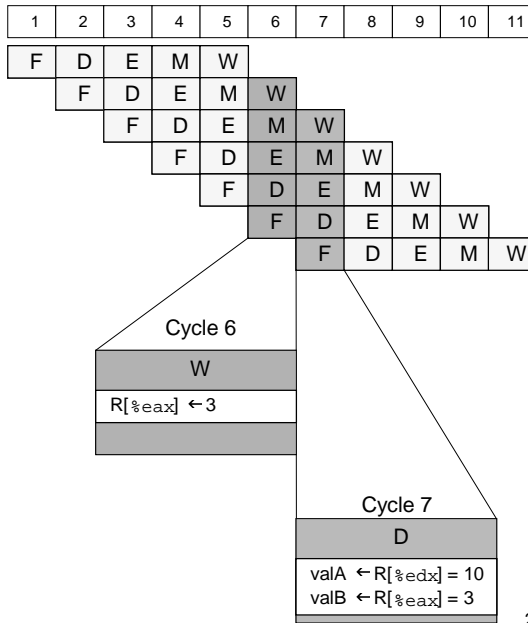 1 2 3 4 5 6 7 8 9 10 11
F D E M W
F D E M W
F D E M W
F D E M W
F D E M W
F D E M W
F D E M W
Cycle 6
W
R[%eax] ←3
Cycle 7
D
valA ←R[%edx] = 10
valB ←R[%eax] = 3